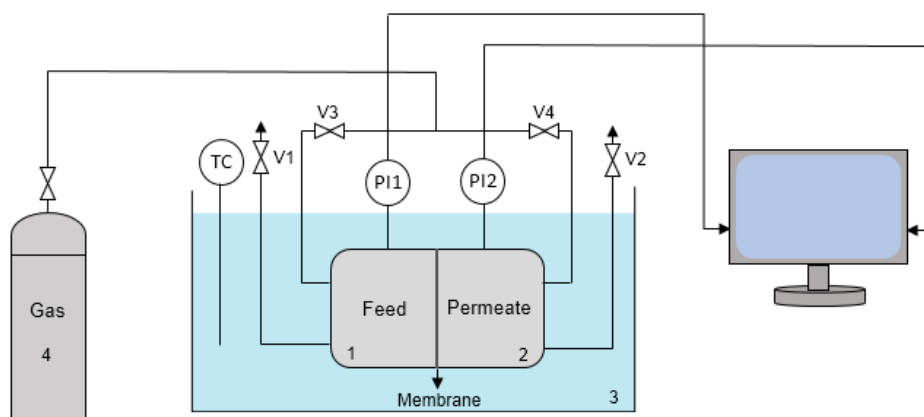 V3
V4
V1
V2
TC
PI1
PI2
Gas
4
Feed
Permeate
1
2
3
Membrane